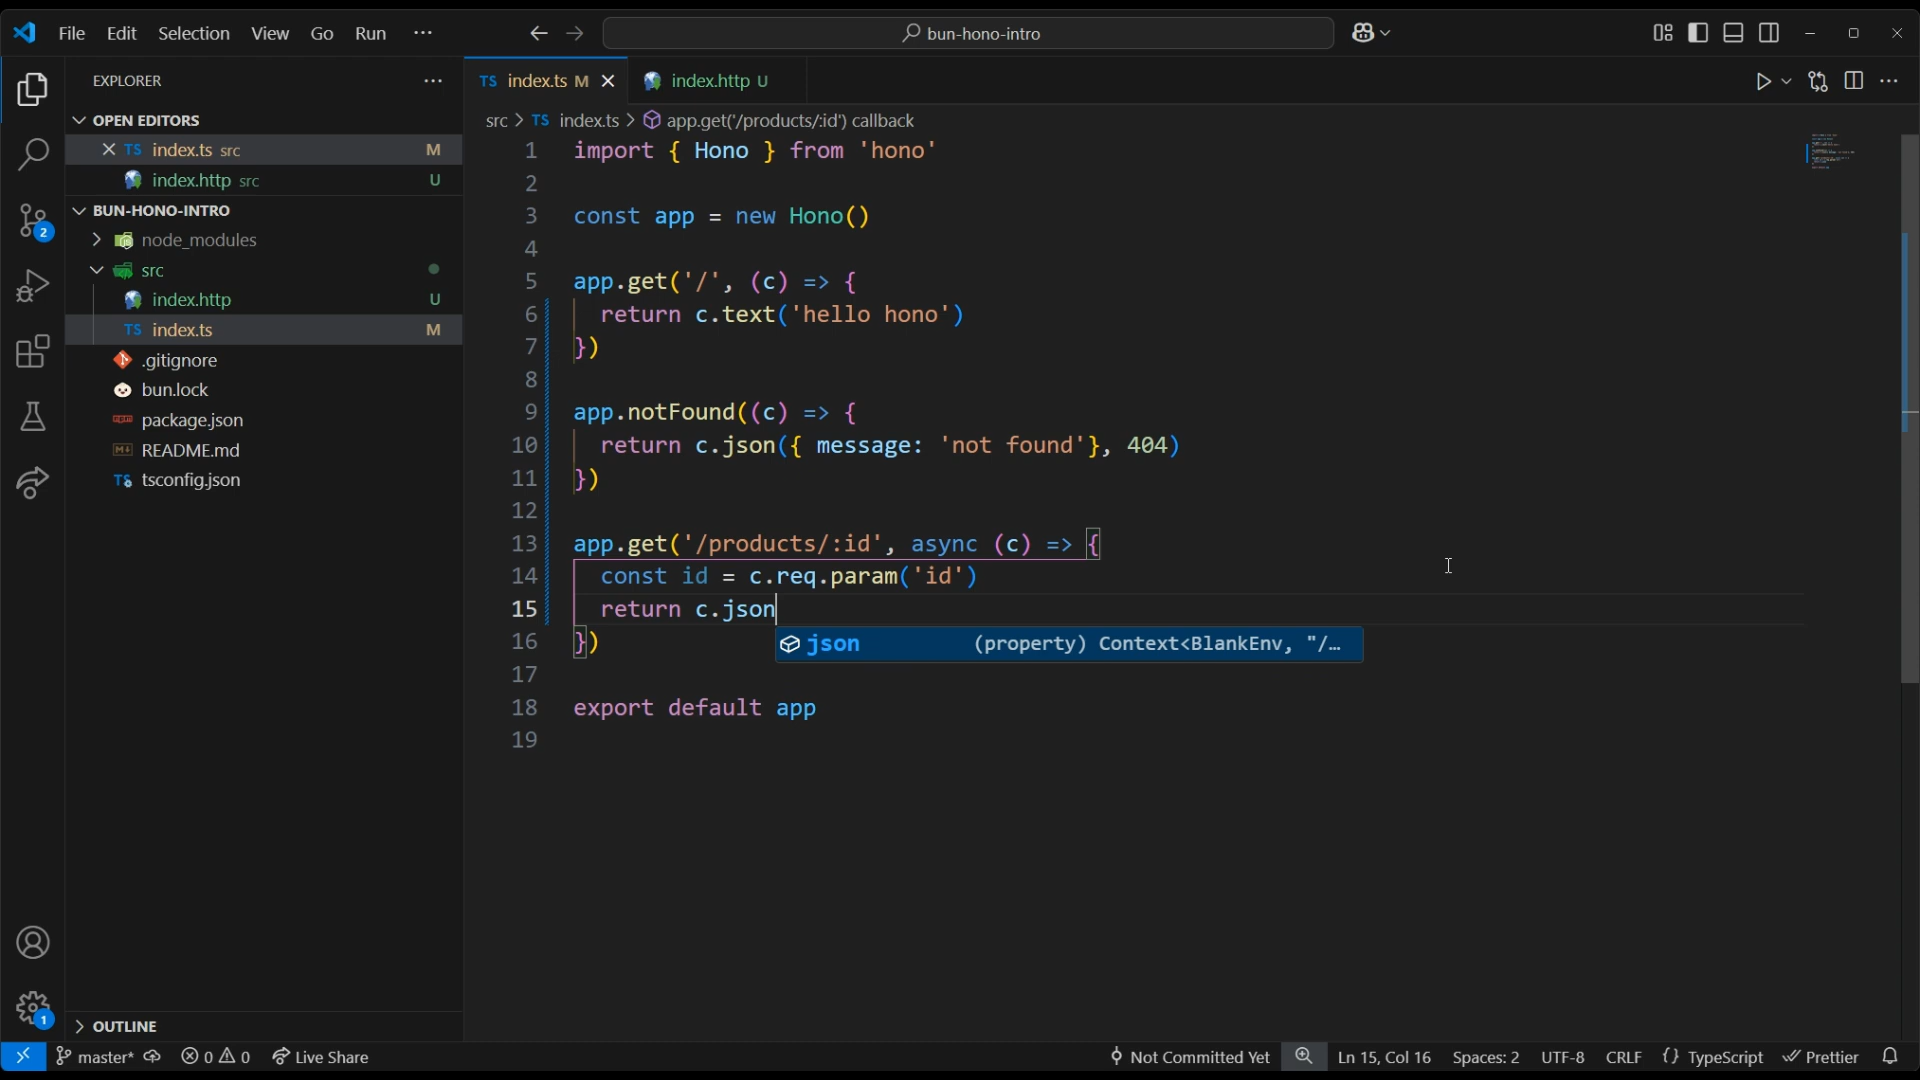 File Edit Selection View Go Run ···
bun-hono-intro
EXPLORER ···
OPEN EDITORS
TS index.ts src M
index.http src U
BUN-HONO-INTRO
node_modules
src
index.http U
TS index.ts M
.gitignore
bun.lock
package.json
README.md
TS tsconfig.json
OUTLINE
TS index.ts M
index.http U
src > TS index.ts > app.get('/products/:id') callback
1 import { Hono } from 'hono'
2
3 const app = new Hono()
4
5 app.get('/', (c) => {
6 return c.text('hello hono')
7 })
8
9 app.notFound((c) => {
10 return c.json({ message: 'not found'}, 404)
11 })
12
13 app.get('/products/:id', async (c) => {
14 const id = c.req.param('id')
15 return c.json
16 })
json (property) Context<BlankEnv, "/…
17
18 export default app
19
2
1
master* 0 0 Live Share
Not Committed Yet Ln 15, Col 16 Spaces: 2 UTF-8 CRLF {} TypeScript Prettier